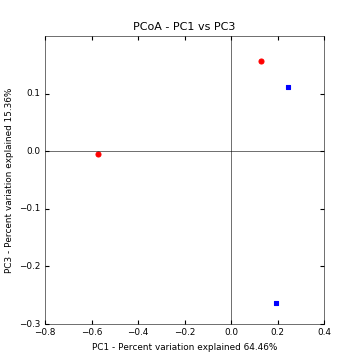 PCoA - PC1 vs PC3
PC3 - Percent variation explained 15.36%
0.1
0.0
−0.1
−0.2
−0.3
−0.8 −0.6 −0.4 −0.2 0.0 0.2 0.4
PC1 - Percent variation explained 64.46%